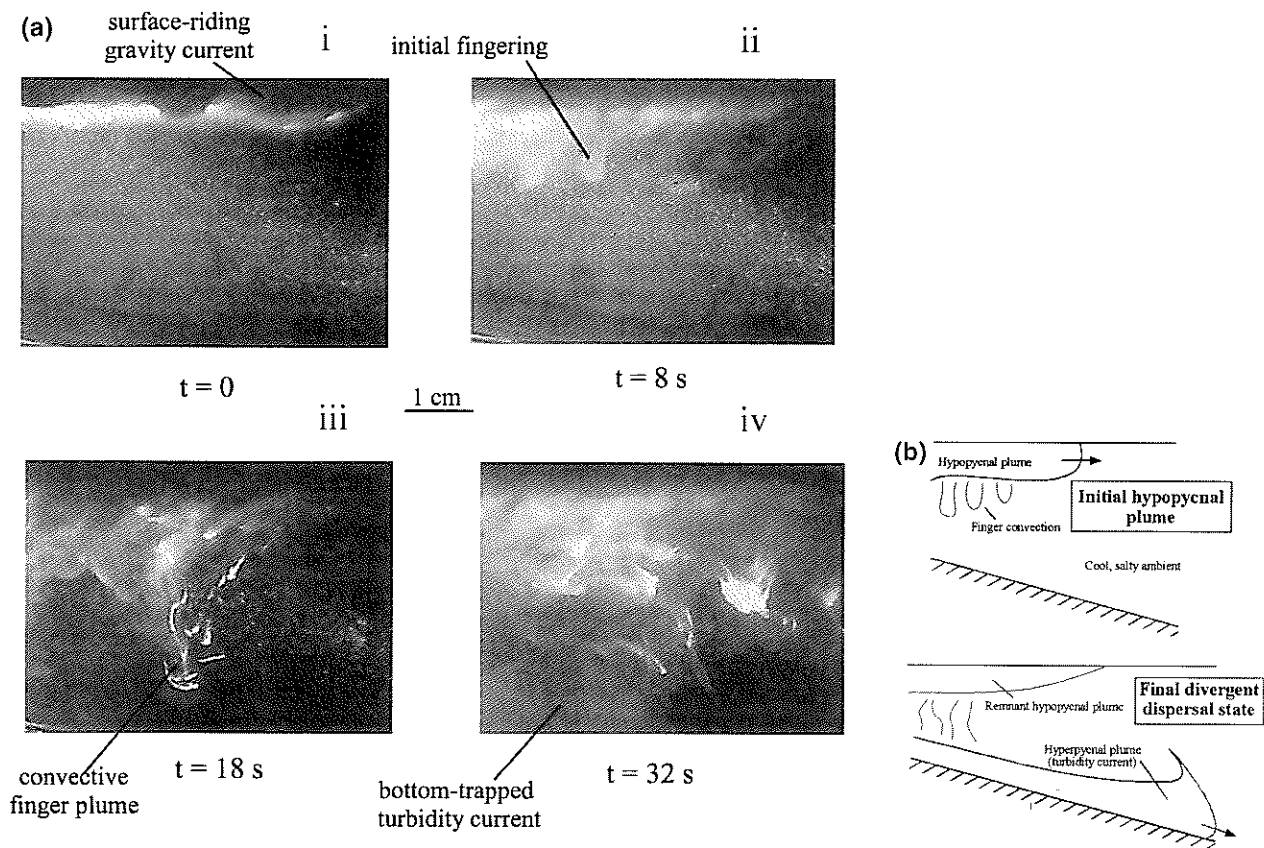 (a)
surface-riding
gravity current
i
initial fingering
ii
t = 0
t = 8 s
1 cm
iii
iv
convective
finger plume
t = 18 s
bottom-trapped
turbidity current
t = 32 s
(b)
Hypopycnal plume
Initial hypopycnal
plume
Finger convection
Cool, salty ambient
Final divergent
dispersal state
Remnant hypopycnal plume
Hyperpycnal plume
(turbidity current)